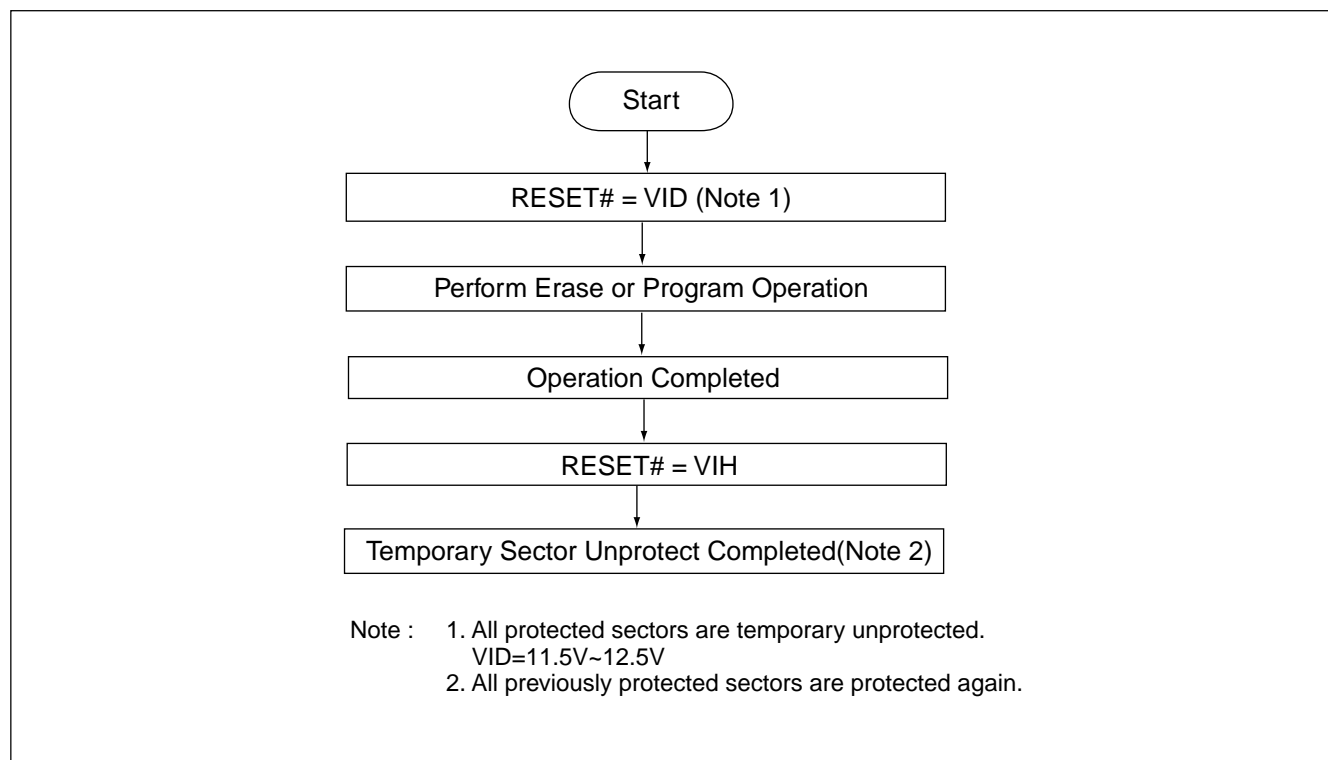 Start
RESET# = VID (Note 1)
Perform Erase or Program Operation
Operation Completed
RESET# = VIH
Temporary Sector Unprotect Completed(Note 2)
Note : 1. All protected sectors are temporary unprotected.
VID=11.5V~12.5V
2. All previously protected sectors are protected again.